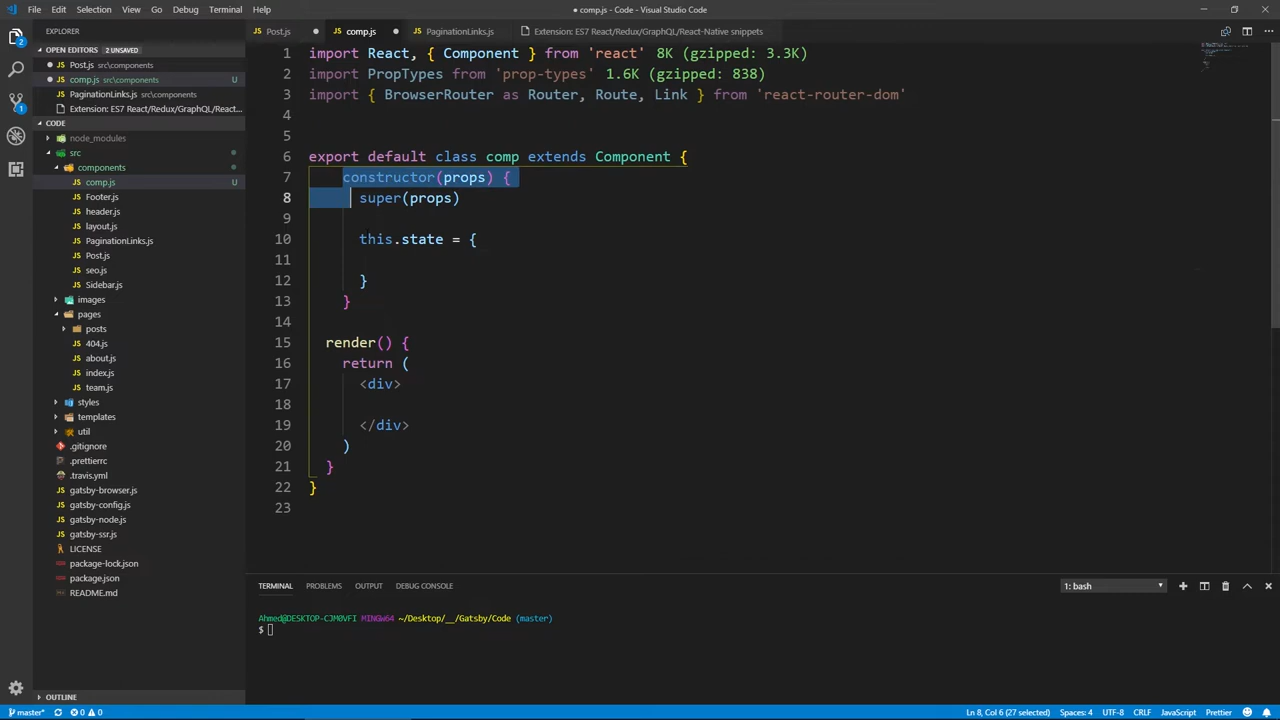 File Edit Selection View Go Debug Terminal Help
● comp.js - Code - Visual Studio Code
EXPLORER
OPEN EDITORS 2 UNSAVED
Post.js src\components
comp.js src\components U
PaginationLinks.js src\components
Extension: ES7 React/Redux/GraphQL/React...
CODE
node_modules
src
components
comp.js U
Footer.js
header.js
layout.js
PaginationLinks.js
Post.js
seo.js
Sidebar.js
images
pages
posts
404.js
about.js
index.js
team.js
styles
templates
util
.gitignore
.prettierrc
.travis.yml
gatsby-browser.js
gatsby-config.js
gatsby-node.js
gatsby-ssr.js
LICENSE
package-lock.json
package.json
README.md
OUTLINE
2
1
Post.js comp.js PaginationLinks.js Extension: ES7 React/Redux/GraphQL/React-Native snippets
1 import React, { Component } from 'react' 8K (gzipped: 3.3K)
2 import PropTypes from 'prop-types' 1.6K (gzipped: 838)
3 import { BrowserRouter as Router, Route, Link } from 'react-router-dom'
4
5
6 export default class comp extends Component {
7 constructor(props) {
8 super(props)
9
10 this.state = {
11
12 }
13 }
14
15 render() {
16 return (
17 <div>
18
19 </div>
20 )
21 }
22 }
23
TERMINAL PROBLEMS OUTPUT DEBUG CONSOLE 1: bash
Ahmed@DESKTOP-CJM0VFI MINGW64 ~/Desktop/__/Gatsby/Code (master)
$
master* 0 0 Ln 8, Col 6 (27 selected) Spaces: 4 UTF-8 CRLF JavaScript Prettier